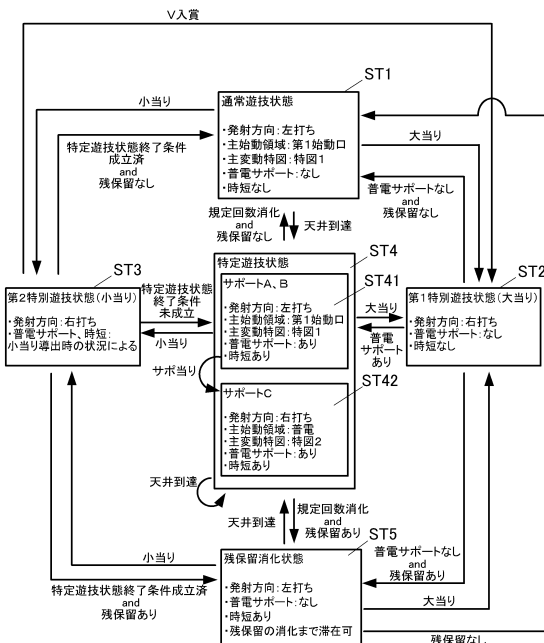 V入賞
ST1
通常遊技状態
・発射方向:左打ち
・主始動領域:第1始動口
・主変動特図:特図1
・普電サポート:なし
・時短なし
小当り
大当り
特定遊技状態終了条件
成立済
and
残保留なし
普電サポートなし
and
残保留なし
規定回数消化
and
残保留なし
天井到達
ST3
第2特別遊技状態(小当り)
・発射方向:右打ち
・普電サポート、時短:
小当り導出時の状況による
特定遊技状態
終了条件
未成立
小当り
ST4
特定遊技状態
ST41
サポートA、B
・発射方向:左打ち
・主始動領域:第1始動口
・主変動特図:特図1
・普電サポート:あり
・時短あり
サポ当り
ST42
サポートC
・発射方向:右打ち
・主始動領域:普電
・主変動特図:特図2
・普電サポート:あり
・時短あり
天井到達
大当り
普電
サポート
あり
ST2
第1特別遊技状態(大当り)
・発射方向:右打ち
・普電サポート:なし
・時短なし
天井到達
規定回数消化
and
残保留あり
ST5
残保留消化状態
・発射方向:左打ち
・普電サポート:なし
・時短あり
・残保留の消化まで滞在可
小当り
特定遊技状態終了条件成立済
and
残保留あり
普電サポートなし
and
残保留あり
大当り
残保留なし